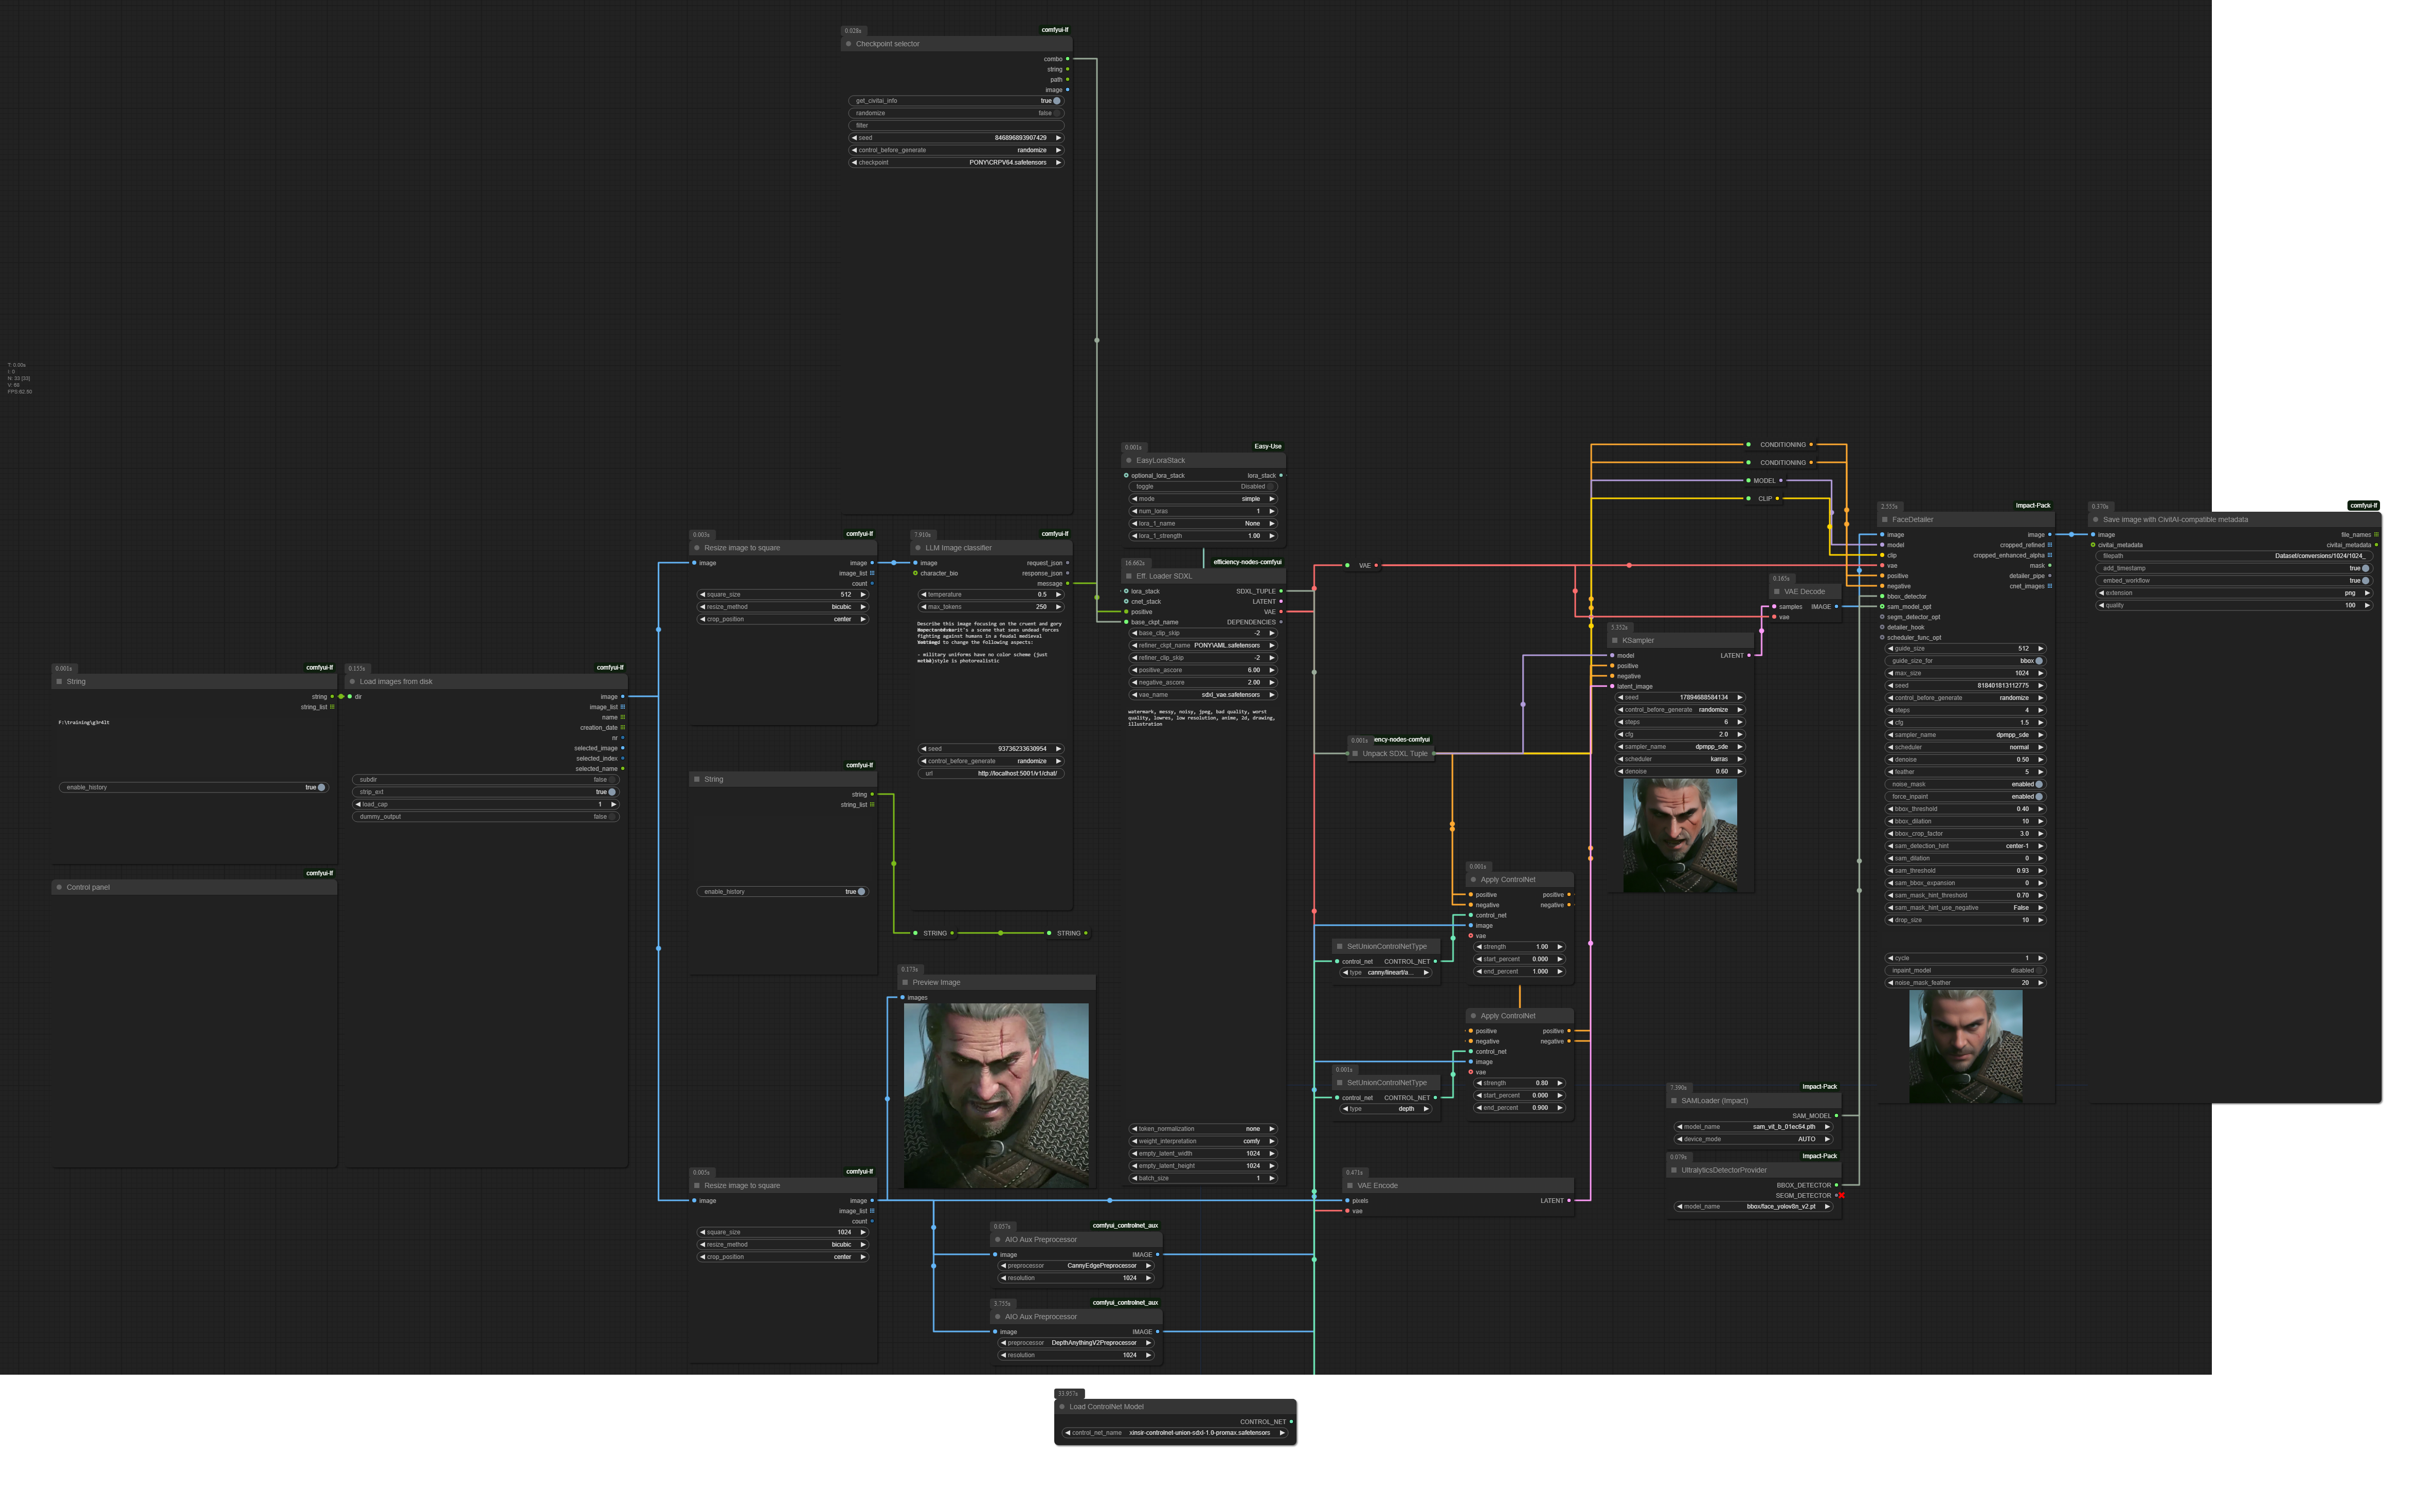 0.028s
comfyui-lf
Checkpoint selector
combo
string
path
image
get_civitai_info true
randomize false
filter
seed 846896893907429
control_before_generate randomize
checkpoint PONY\CRPV64.safetensors
T: 0.00s
I: 0
N: 33 [33]
V: 68
FPS:62.50
0.001s
comfyui-lf
String
string
string_list
F:\training\g3r4lt
enable_history true
comfyui-lf
Control panel
0.155s
comfyui-lf
Load images from disk
dir image
image_list
name
creation_date
nr
selected_image
selected_index
selected_name
subdir false
strip_ext true
load_cap 1
dummy_output false
0.003s
comfyui-lf
Resize image to square
image image
image_list
count
square_size 512
resize_method bicubic
crop_position center
7.910s
comfyui-lf
LLM Image classifier
image request_json
character_bio response_json
message
temperature 0.5
max_tokens 250
Describe this image focusing on the cruent and gory
fighting against humans in a feudal medieval
to change the following aspects:
- military uniforms have no color scheme (just
seed 93736233630954
control_before_generate randomize
url http://localhost:5001/v1/chat/
comfyui-lf
String
string
string_list
enable_history true
STRING
STRING
0.173s
Preview Image
images
0.005s
comfyui-lf
Resize image to square
image image
image_list
count
square_size 1024
resize_method bicubic
crop_position center
0.057s
comfyui_controlnet_aux
AIO Aux Preprocessor
image IMAGE
preprocessor CannyEdgePreprocessor
resolution 1024
3.755s
comfyui_controlnet_aux
AIO Aux Preprocessor
image IMAGE
preprocessor DepthAnythingV2Preprocessor
resolution 1024
33.957s
Load ControlNet Model
CONTROL_NET
control_net_name xinsir-controlnet-union-sdxl-1.0-promax.safetensors
0.001s
Easy-Use
EasyLoraStack
optional_lora_stack lora_stack
toggle Disabled
mode simple
num_loras 1
lora_1_name None
lora_1_strength 1.00
16.662s
efficiency-nodes-comfyui
Eff. Loader SDXL
lora_stack SDXL_TUPLE
cnet_stack LATENT
positive VAE
base_ckpt_name DEPENDENCIES
base_clip_skip -2
refiner_ckpt_name PONY\AML.safetensors
refiner_clip_skip -2
positive_ascore 6.00
negative_ascore 2.00
vae_name sdxl_vae.safetensors
watermark, messy, noisy, jpeg, bad quality, worst
quality, lowres, low resolution, anime, 2d, drawing,
illustration
token_normalization none
weight_interpretation comfy
empty_latent_width 1024
empty_latent_height 1024
batch_size 1
VAE
0.001s
ency-nodes-comfyui
Unpack SDXL Tuple
0.001s
Apply ControlNet
positive positive
negative negative
control_net
image
vae
strength 1.00
start_percent 0.000
end_percent 1.000
SetUnionControlNetType
control_net CONTROL_NET
type canny/lineart/a...
Apply ControlNet
positive positive
negative negative
control_net
image
vae
strength 0.80
start_percent 0.000
end_percent 0.900
0.001s
SetUnionControlNetType
control_net CONTROL_NET
type depth
0.471s
VAE Encode
pixels LATENT
vae
CONDITIONING
CONDITIONING
MODEL
CLIP
0.163s
VAE Decode
samples IMAGE
vae
5.352s
KSampler
model LATENT
positive
negative
latent_image
seed 17894688584134
control_before_generate randomize
steps 6
cfg 2.0
sampler_name dpmpp_sde
scheduler karras
denoise 0.60
7.390s
Impact-Pack
SAMLoader (Impact)
SAM_MODEL
model_name sam_vit_b_01ec64.pth
device_mode AUTO
0.079s
Impact-Pack
UltralyticsDetectorProvider
BBOX_DETECTOR
SEGM_DETECTOR
model_name bbox/face_yolov8n_v2.pt
2.555s
Impact-Pack
FaceDetailer
image image
model cropped_refined
clip cropped_enhanced_alpha
vae mask
positive detailer_pipe
negative cnet_images
bbox_detector
sam_model_opt
segm_detector_opt
detailer_hook
scheduler_func_opt
guide_size 512
guide_size_for bbox
max_size 1024
seed 818401813112775
control_before_generate randomize
steps 4
cfg 1.5
sampler_name dpmpp_sde
scheduler normal
denoise 0.50
feather 5
noise_mask enabled
force_inpaint enabled
bbox_threshold 0.40
bbox_dilation 10
bbox_crop_factor 3.0
sam_detection_hint center-1
sam_dilation 0
sam_threshold 0.93
sam_bbox_expansion 0
sam_mask_hint_threshold 0.70
sam_mask_hint_use_negative False
drop_size 10
cycle 1
inpaint_model disabled
noise_mask_feather 20
0.370s
comfyui-lf
Save image with CivitAI-compatible metadata
image file_names
civitai_metadata civitai_metadata
filepath Dataset/conversions/1024/1024_
add_timestamp true
embed_workflow true
extension png
quality 100